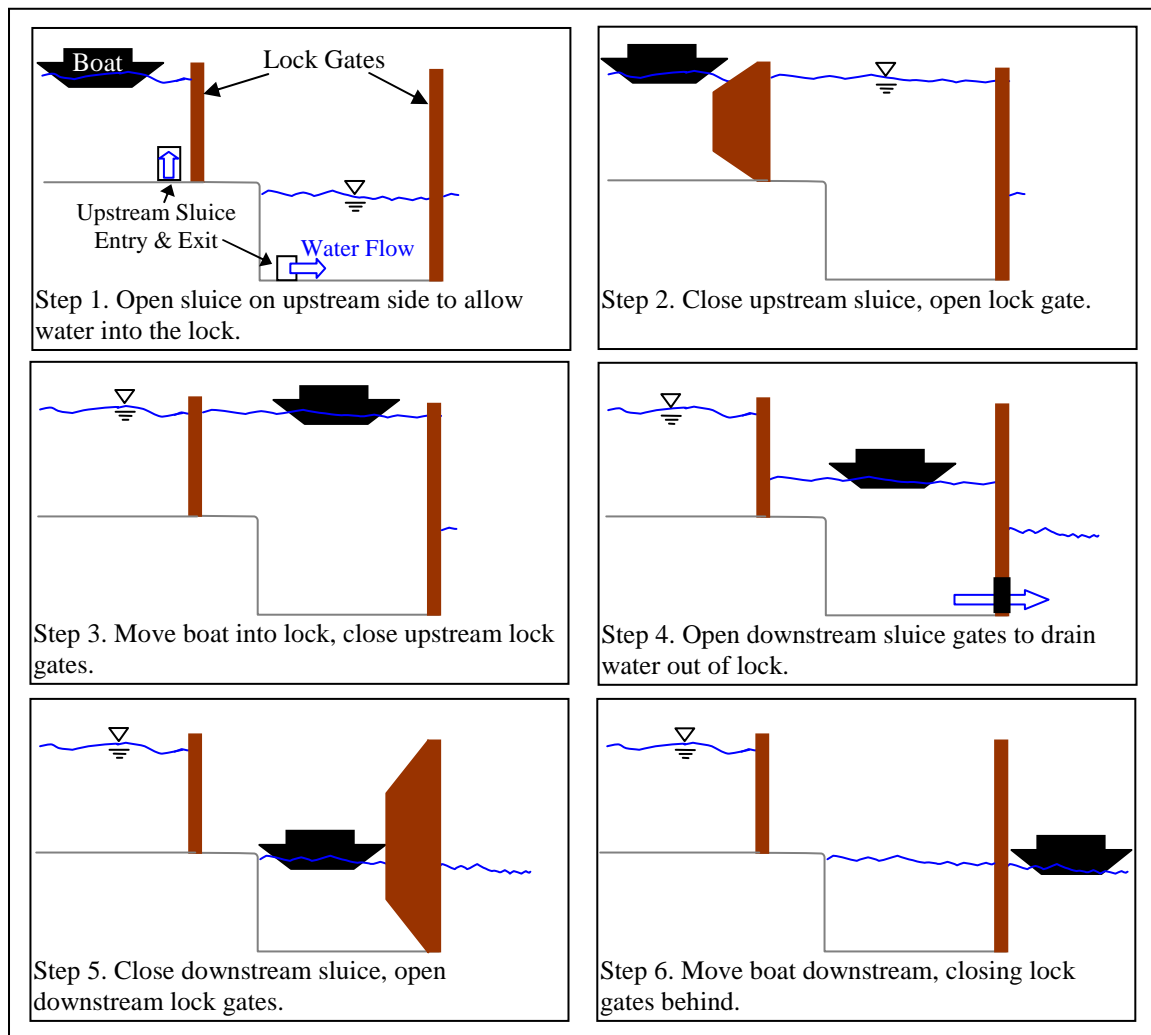 Boat
Lock Gates
Upstream Sluice
Entry & Exit
Water Flow
Step 1. Open sluice on upstream side to allow
water into the lock.
Step 2. Close upstream sluice, open lock gate.
Step 3. Move boat into lock, close upstream lock
gates.
Step 4. Open downstream sluice gates to drain
water out of lock.
Step 5. Close downstream sluice, open
downstream lock gates.
Step 6. Move boat downstream, closing lock
gates behind.